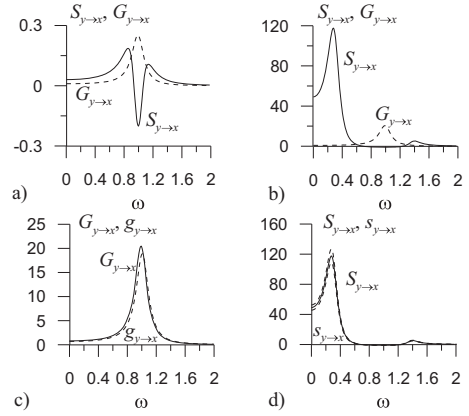 S_{y→x}, G_{y→x}
0.3
0
-0.3
G_{y→x}
S_{y→x}
0 0.4 0.8 1.2 1.6 2
a) ω
S_{y→x}, G_{y→x}
120
80
40
0
S_{y→x}
G_{y→x}
0 0.4 0.8 1.2 1.6 2
b) ω
G_{y→x}, g_{y→x}
25
20
15
10
5
0
G_{y→x}
g_{y→x}
0 0.4 0.8 1.2 1.6 2
c) ω
S_{y→x}, s_{y→x}
160
120
80
40
0
S_{y→x}
s_{y→x}
0 0.4 0.8 1.2 1.6 2
d) ω